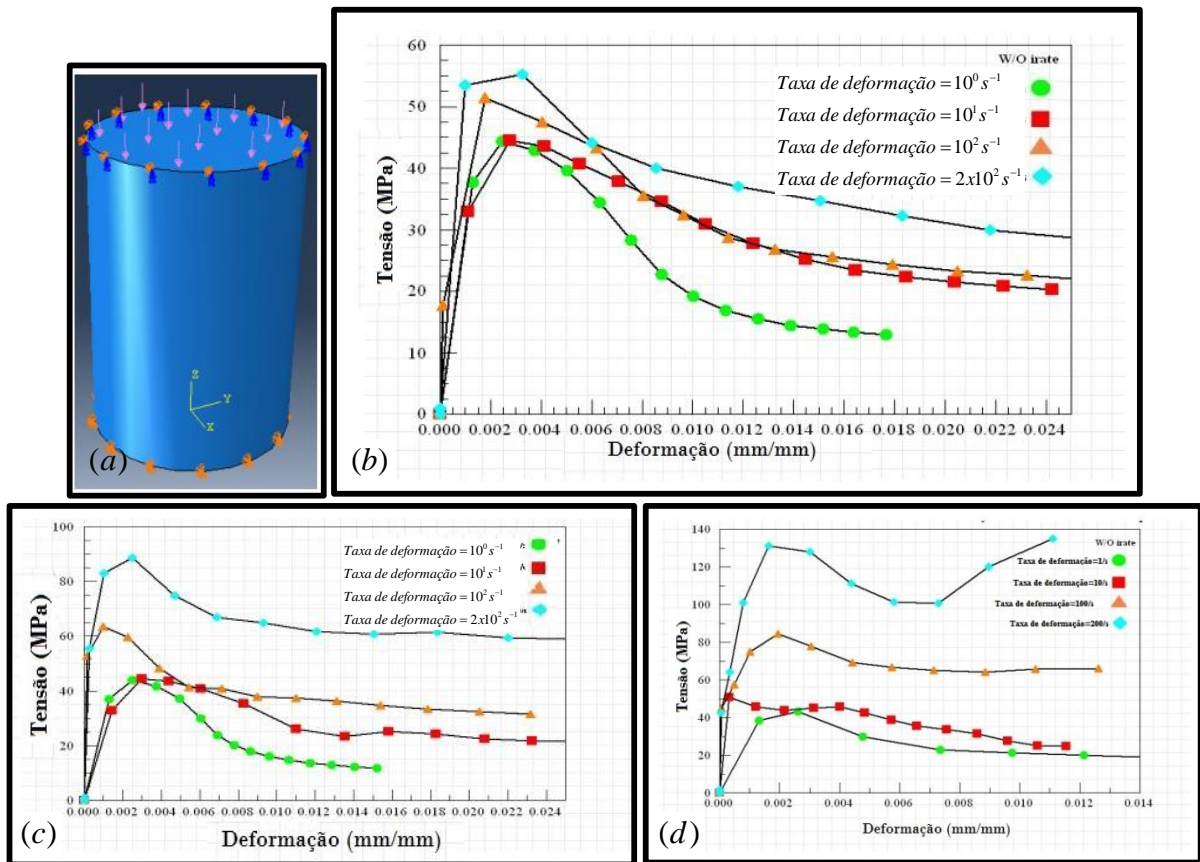 Z
Y
X
(a)
60
50
40
30
20
10
0
Tensão (MPa)
W/O irate
Taxa de deformação = 10⁰ s⁻¹
Taxa de deformação = 10¹ s⁻¹
Taxa de deformação = 10² s⁻¹
Taxa de deformação = 2x10² s⁻¹
0.000 0.002 0.004 0.006 0.008 0.010 0.012 0.014 0.016 0.018 0.020 0.022 0.024
Deformação (mm/mm)
(b)
100
80
60
40
20
0
Tensão (MPa)
Taxa de deformação = 10⁰ s⁻¹
Taxa de deformação = 10¹ s⁻¹
Taxa de deformação = 10² s⁻¹
Taxa de deformação = 2x10² s⁻¹
0.000 0.002 0.004 0.006 0.008 0.010 0.012 0.014 0.016 0.018 0.020 0.022 0.024
Deformação (mm/mm)
(c)
140
120
100
80
60
40
20
0
Tensão (MPa)
W/O irate
Taxa de deformação=1/s
Taxa de deformação=10/s
Taxa de deformação=100/s
Taxa de deformação=200/s
0.000 0.002 0.004 0.006 0.008 0.010 0.012 0.014
Deformação (mm/mm)
(d)